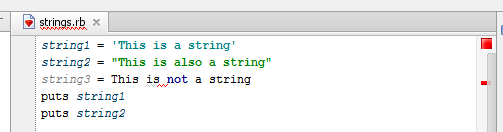 strings.rb
string1 = 'This is a string'
string2 = "This is also a string"
string3 = This is not a string
puts string1
puts string2